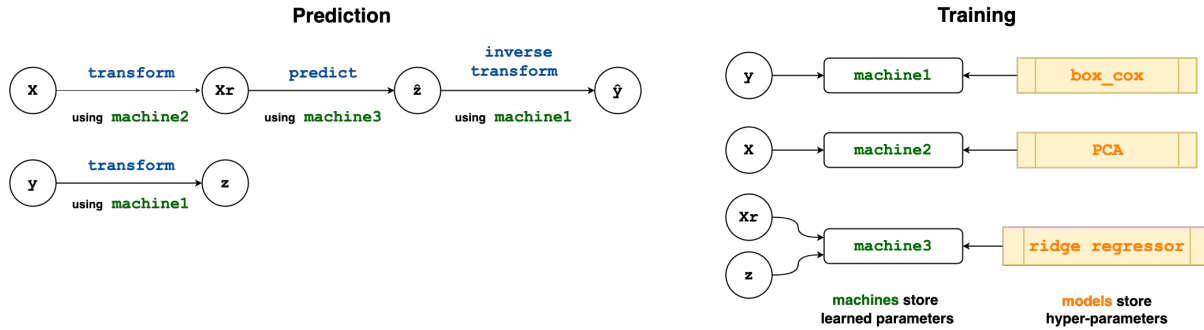 Prediction
transform
inverse
transform
predict
X
Xr
ẑ
ŷ
using machine2
using machine3
using machine1
transform
y
z
using machine1
Training
y
machine1
box_cox
X
machine2
PCA
Xr
machine3
ridge regressor
z
machines store
learned parameters
models store
hyper-parameters